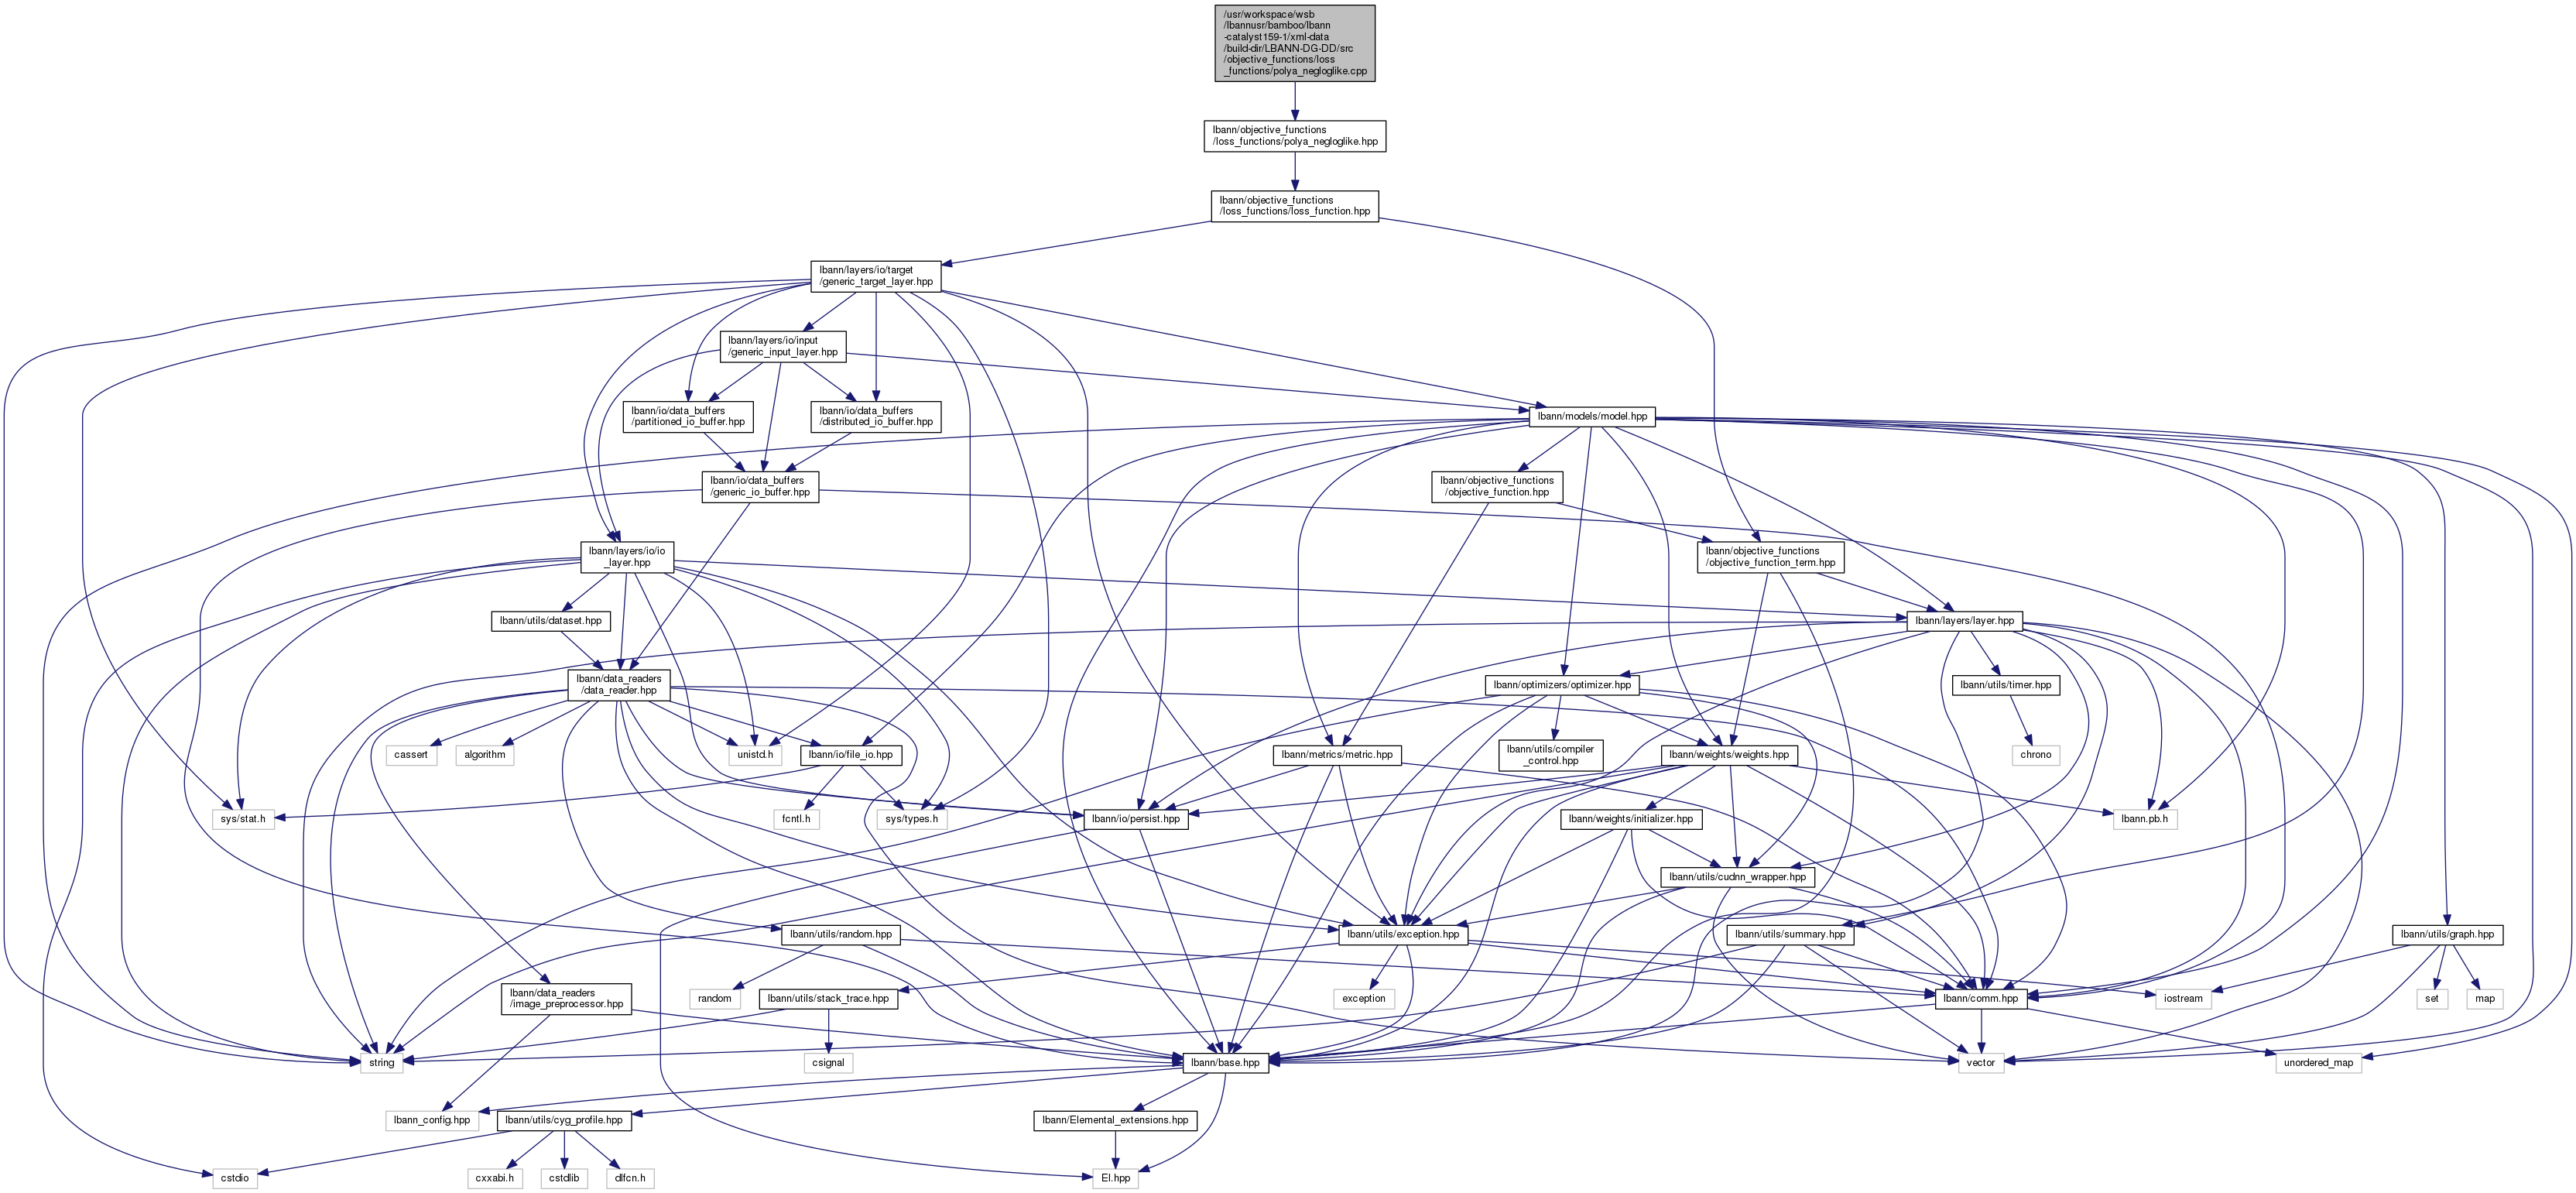 /usr/workspace/wsb
/lbannusr/bamboo/lbann
-catalyst159-1/xml-data
/build-dir/LBANN-DG-DD/src
/objective_functions/loss
_functions/polya_negloglike.cpp
lbann/objective_functions
/loss_functions/polya_negloglike.hpp
lbann/objective_functions
/loss_functions/loss_function.hpp
lbann/layers/io/target
/generic_target_layer.hpp
lbann/layers/io/input
/generic_input_layer.hpp
lbann/io/data_buffers
/partitioned_io_buffer.hpp
lbann/io/data_buffers
/distributed_io_buffer.hpp
lbann/models/model.hpp
lbann/io/data_buffers
/generic_io_buffer.hpp
lbann/objective_functions
/objective_function.hpp
lbann/layers/io/io
_layer.hpp
lbann/objective_functions
/objective_function_term.hpp
lbann/utils/dataset.hpp
lbann/layers/layer.hpp
lbann/data_readers
/data_reader.hpp
lbann/optimizers/optimizer.hpp
lbann/utils/timer.hpp
cassert
algorithm
unistd.h
lbann/io/file_io.hpp
lbann/metrics/metric.hpp
lbann/utils/compiler
_control.hpp
lbann/weights/weights.hpp
chrono
sys/stat.h
fcntl.h
sys/types.h
lbann/io/persist.hpp
lbann/weights/initializer.hpp
lbann.pb.h
lbann/utils/cudnn_wrapper.hpp
lbann/utils/random.hpp
lbann/utils/exception.hpp
lbann/utils/summary.hpp
lbann/utils/graph.hpp
lbann/data_readers
/image_preprocessor.hpp
random
lbann/utils/stack_trace.hpp
exception
lbann/comm.hpp
iostream
set
map
string
csignal
lbann/base.hpp
vector
unordered_map
lbann_config.hpp
lbann/utils/cyg_profile.hpp
lbann/Elemental_extensions.hpp
cstdio
cxxabi.h
cstdlib
dlfcn.h
El.hpp